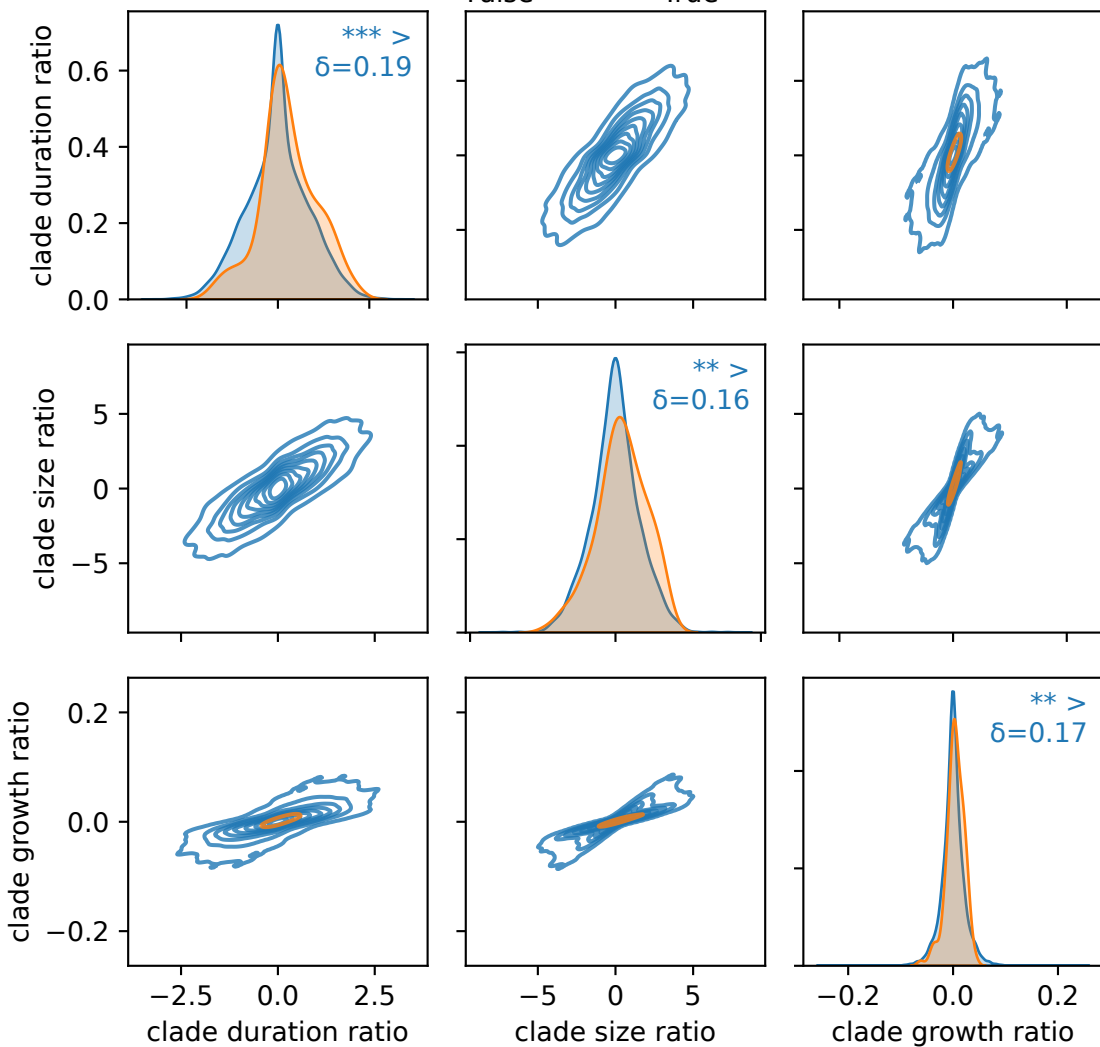 *** >
δ=0.19
clade duration ratio
0.6
0.4
0.2
0.0
** >
δ=0.16
clade size ratio
5
0
−5
** >
δ=0.17
clade growth ratio
0.2
0.0
−0.2
−2.5 0.0 2.5 −5 0 5 −0.2 0.0 0.2
clade duration ratio clade size ratio clade growth ratio